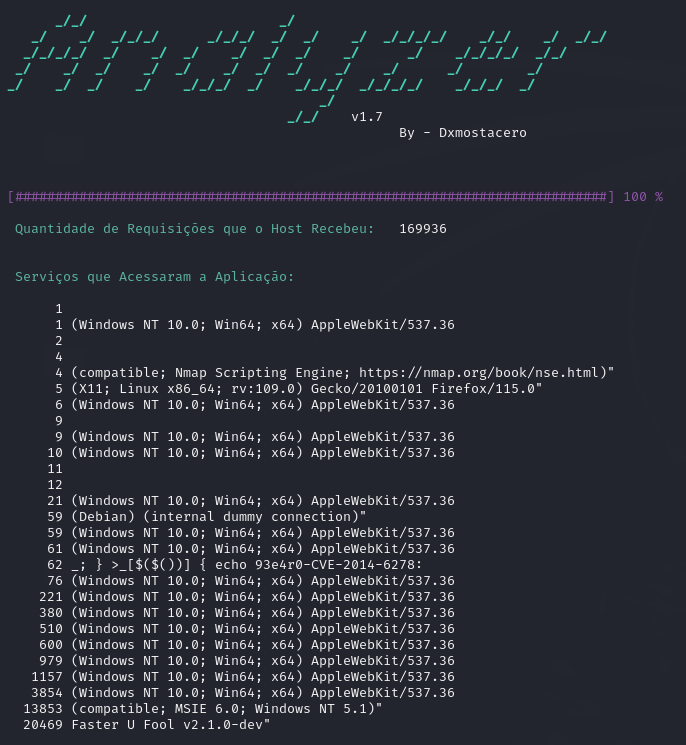 Analyzer
v1.7
By - Dxmostacero
[##########################################################################] 100 %
Quantidade de Requisições que o Host Recebeu: 169936
Serviços que Acessaram a Aplicação:
1
1 (Windows NT 10.0; Win64; x64) AppleWebKit/537.36
2
4
4 (compatible; Nmap Scripting Engine; https://nmap.org/book/nse.html)"
5 (X11; Linux x86_64; rv:109.0) Gecko/20100101 Firefox/115.0"
6 (Windows NT 10.0; Win64; x64) AppleWebKit/537.36
9
9 (Windows NT 10.0; Win64; x64) AppleWebKit/537.36
10 (Windows NT 10.0; Win64; x64) AppleWebKit/537.36
11
12
21 (Windows NT 10.0; Win64; x64) AppleWebKit/537.36
59 (Debian) (internal dummy connection)"
59 (Windows NT 10.0; Win64; x64) AppleWebKit/537.36
61 (Windows NT 10.0; Win64; x64) AppleWebKit/537.36
62 _; } >_[$($())] { echo 93e4r0-CVE-2014-6278:
76 (Windows NT 10.0; Win64; x64) AppleWebKit/537.36
221 (Windows NT 10.0; Win64; x64) AppleWebKit/537.36
380 (Windows NT 10.0; Win64; x64) AppleWebKit/537.36
510 (Windows NT 10.0; Win64; x64) AppleWebKit/537.36
600 (Windows NT 10.0; Win64; x64) AppleWebKit/537.36
979 (Windows NT 10.0; Win64; x64) AppleWebKit/537.36
1157 (Windows NT 10.0; Win64; x64) AppleWebKit/537.36
3854 (Windows NT 10.0; Win64; x64) AppleWebKit/537.36
13853 (compatible; MSIE 6.0; Windows NT 5.1)"
20469 Faster U Fool v2.1.0-dev"